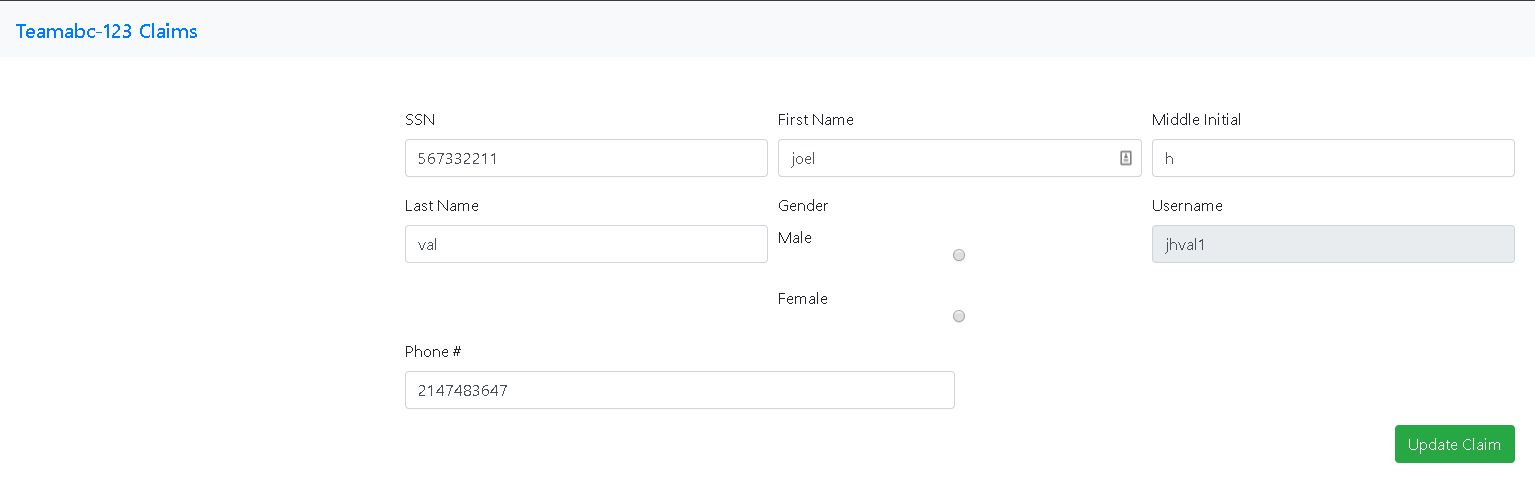 Teamabc-123 Claims
SSN First Name Middle Initial
567332211 joel h
Last Name Gender Username
val Male jhval1
Female
Phone #
2147483647
Update Claim